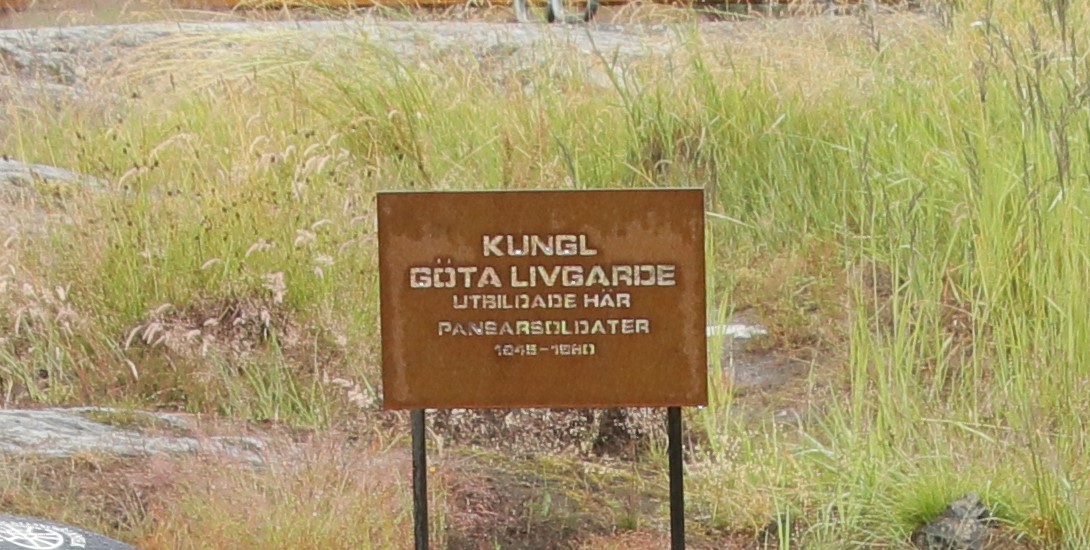 KUNGL
GÖTA LIVGARDE
UTBILDADE HÄR
PANSARSOLDATER